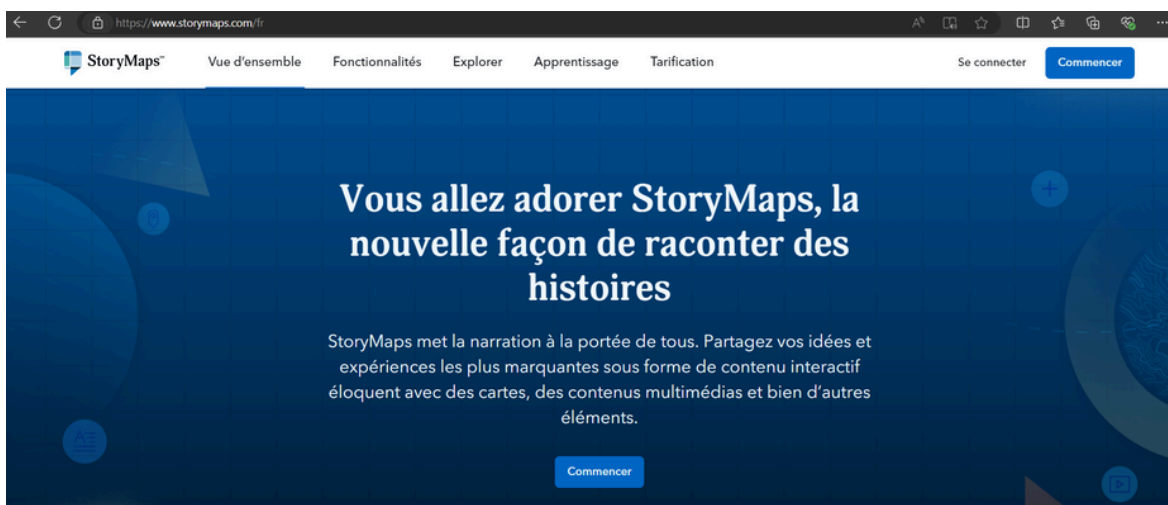 https://www.storymaps.com/fr
StoryMaps™
Vue d'ensemble
Fonctionnalités
Explorer
Apprentissage
Tarification
Se connecter
Commencer
Vous allez adorer StoryMaps, la
nouvelle façon de raconter des
histoires
StoryMaps met la narration à la portée de tous. Partagez vos idées et
expériences les plus marquantes sous forme de contenu interactif
éloquent avec des cartes, des contenus multimédias et bien d'autres
éléments.
Commencer